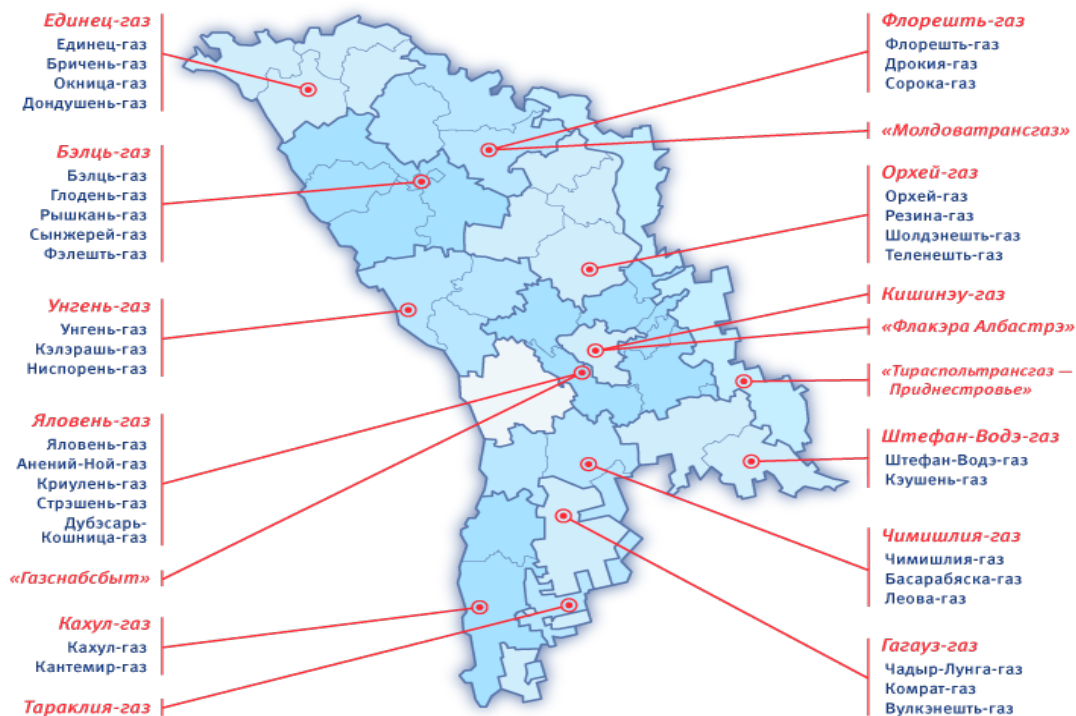 Единец-газ
Единец-газ
Бричень-газ
Окница-газ
Дондушень-газ
Бэлць-газ
Бэлць-газ
Глодень-газ
Рышкань-газ
Сынжерей-газ
Фэлешть-газ
Унгень-газ
Унгень-газ
Кэлэрашь-газ
Ниспорень-газ
Яловень-газ
Яловень-газ
Анений-Ной-газ
Криулень-газ
Стрэшень-газ
Дубэсарь-
Кошница-газ
«Газснабсбыт»
Кахул-газ
Кахул-газ
Кантемир-газ
Тараклия-газ
Флорешть-газ
Флорешть-газ
Дрокия-газ
Сорока-газ
«Молдоватрансгаз»
Орхей-газ
Орхей-газ
Резина-газ
Шолдэнешть-газ
Теленешть-газ
Кишинэу-газ
«Флакэра Албастрэ»
«Тираспольтрансгаз —
Приднестровье»
Штефан-Водэ-газ
Штефан-Водэ-газ
Кэушень-газ
Чимишлия-газ
Чимишлия-газ
Басарабяска-газ
Леова-газ
Гагауз-газ
Чадыр-Лунга-газ
Комрат-газ
Вулкэнешть-газ